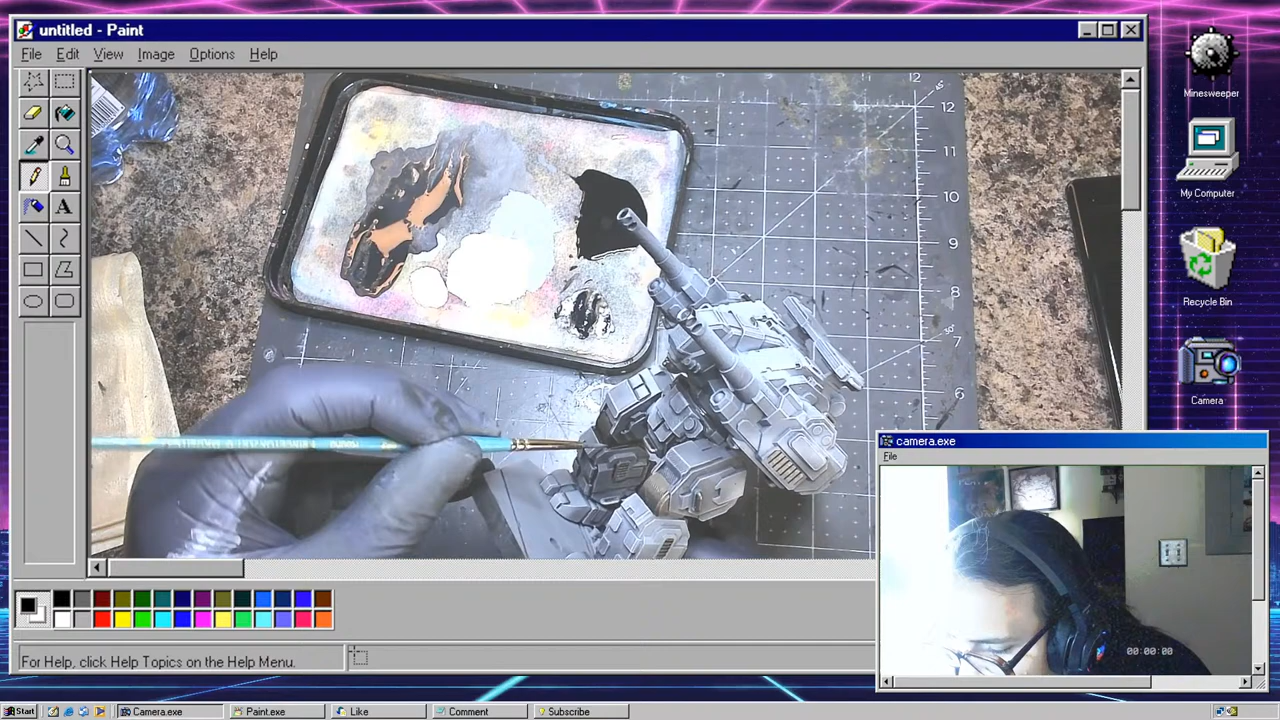 untitled - Paint
File Edit View Image Options Help
Minesweeper
My Computer
Recycle Bin
Camera
12
12
11
10
9
8
7
6
camera.exe
File
00:00:00
For Help, click Help Topics on the Help Menu.
Start Camera.exe Paint.exe Like Comment Subscribe